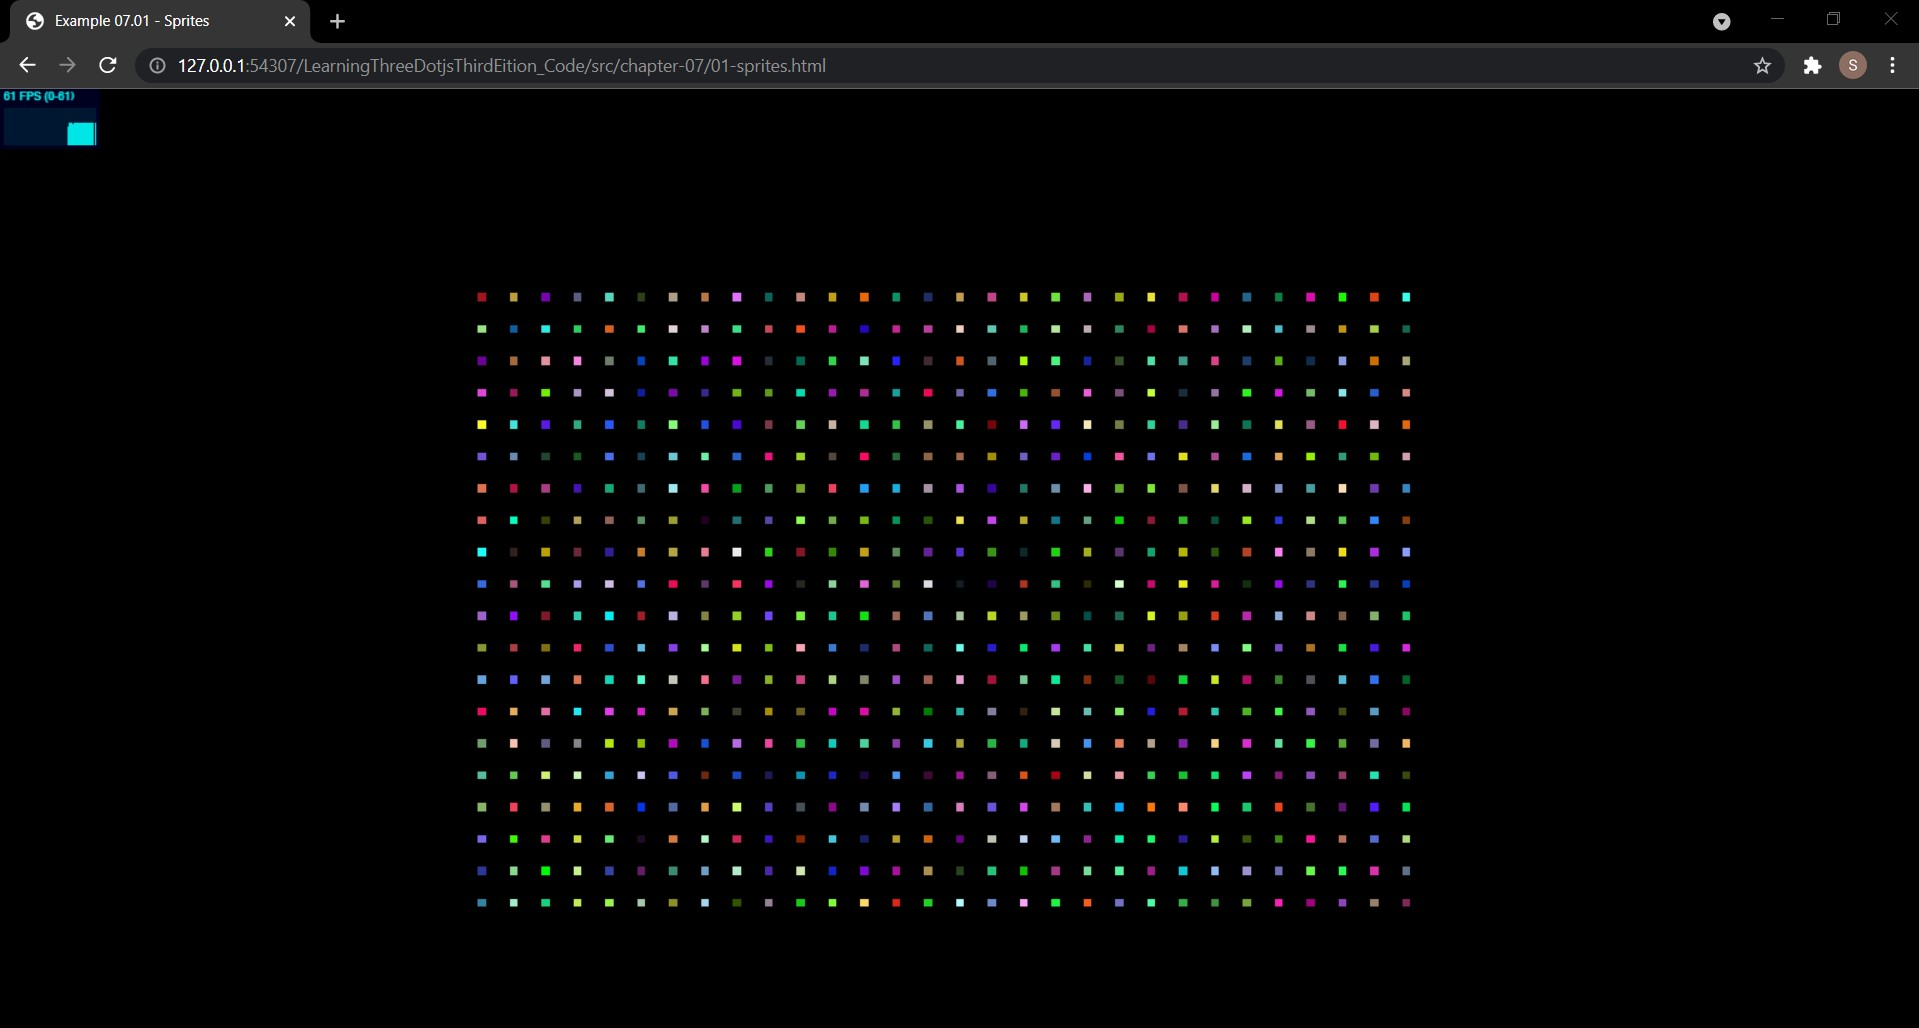 Example 07.01 - Sprites
127.0.0.1:54307/LearningThreeDotjsThirdEition_Code/src/chapter-07/01-sprites.html
S
61 FPS (0-61)